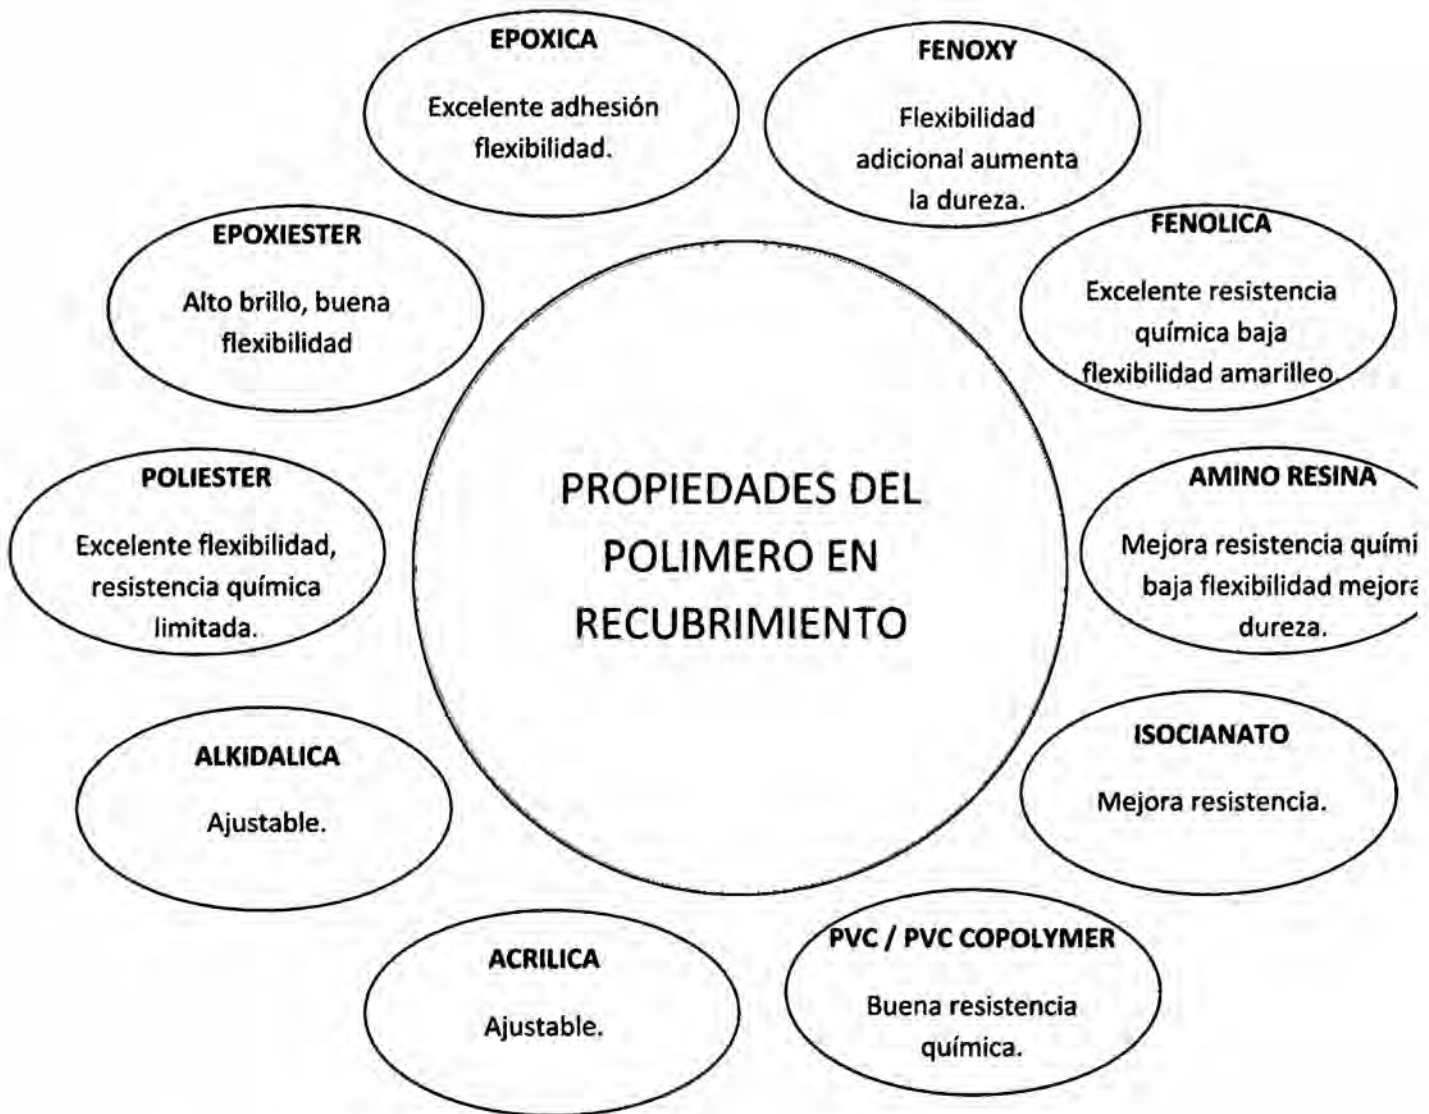 EPOXICA
Excelente adhesión
flexibilidad.
FENOXY
Flexibilidad
adicional aumenta
la dureza.
FENOLICA
Excelente resistencia
química baja
flexibilidad amarilleo.
AMINO RESINA
Mejora resistencia quími
baja flexibilidad mejora
dureza.
ISOCIANATO
Mejora resistencia.
PVC / PVC COPOLYMER
Buena resistencia
química.
ACRILICA
Ajustable.
ALKIDALICA
Ajustable.
POLIESTER
Excelente flexibilidad,
resistencia química
limitada.
EPOXIESTER
Alto brillo, buena
flexibilidad
PROPIEDADES DEL
POLIMERO EN
RECUBRIMIENTO